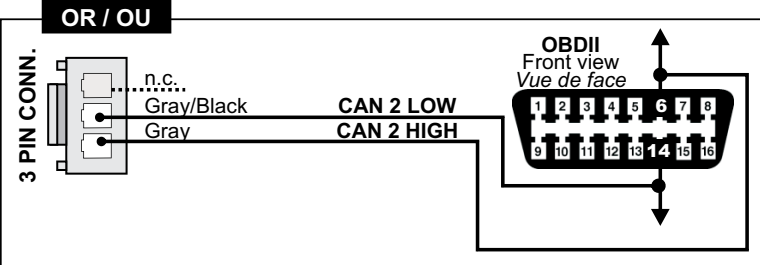 OR / OU
3 PIN CONN.
n.c.
Gray/Black CAN 2 LOW
Gray CAN 2 HIGH
OBDII
Front view
Vue de face
1 2 3 4 5 6 7 8
9 10 11 12 13 14 15 16